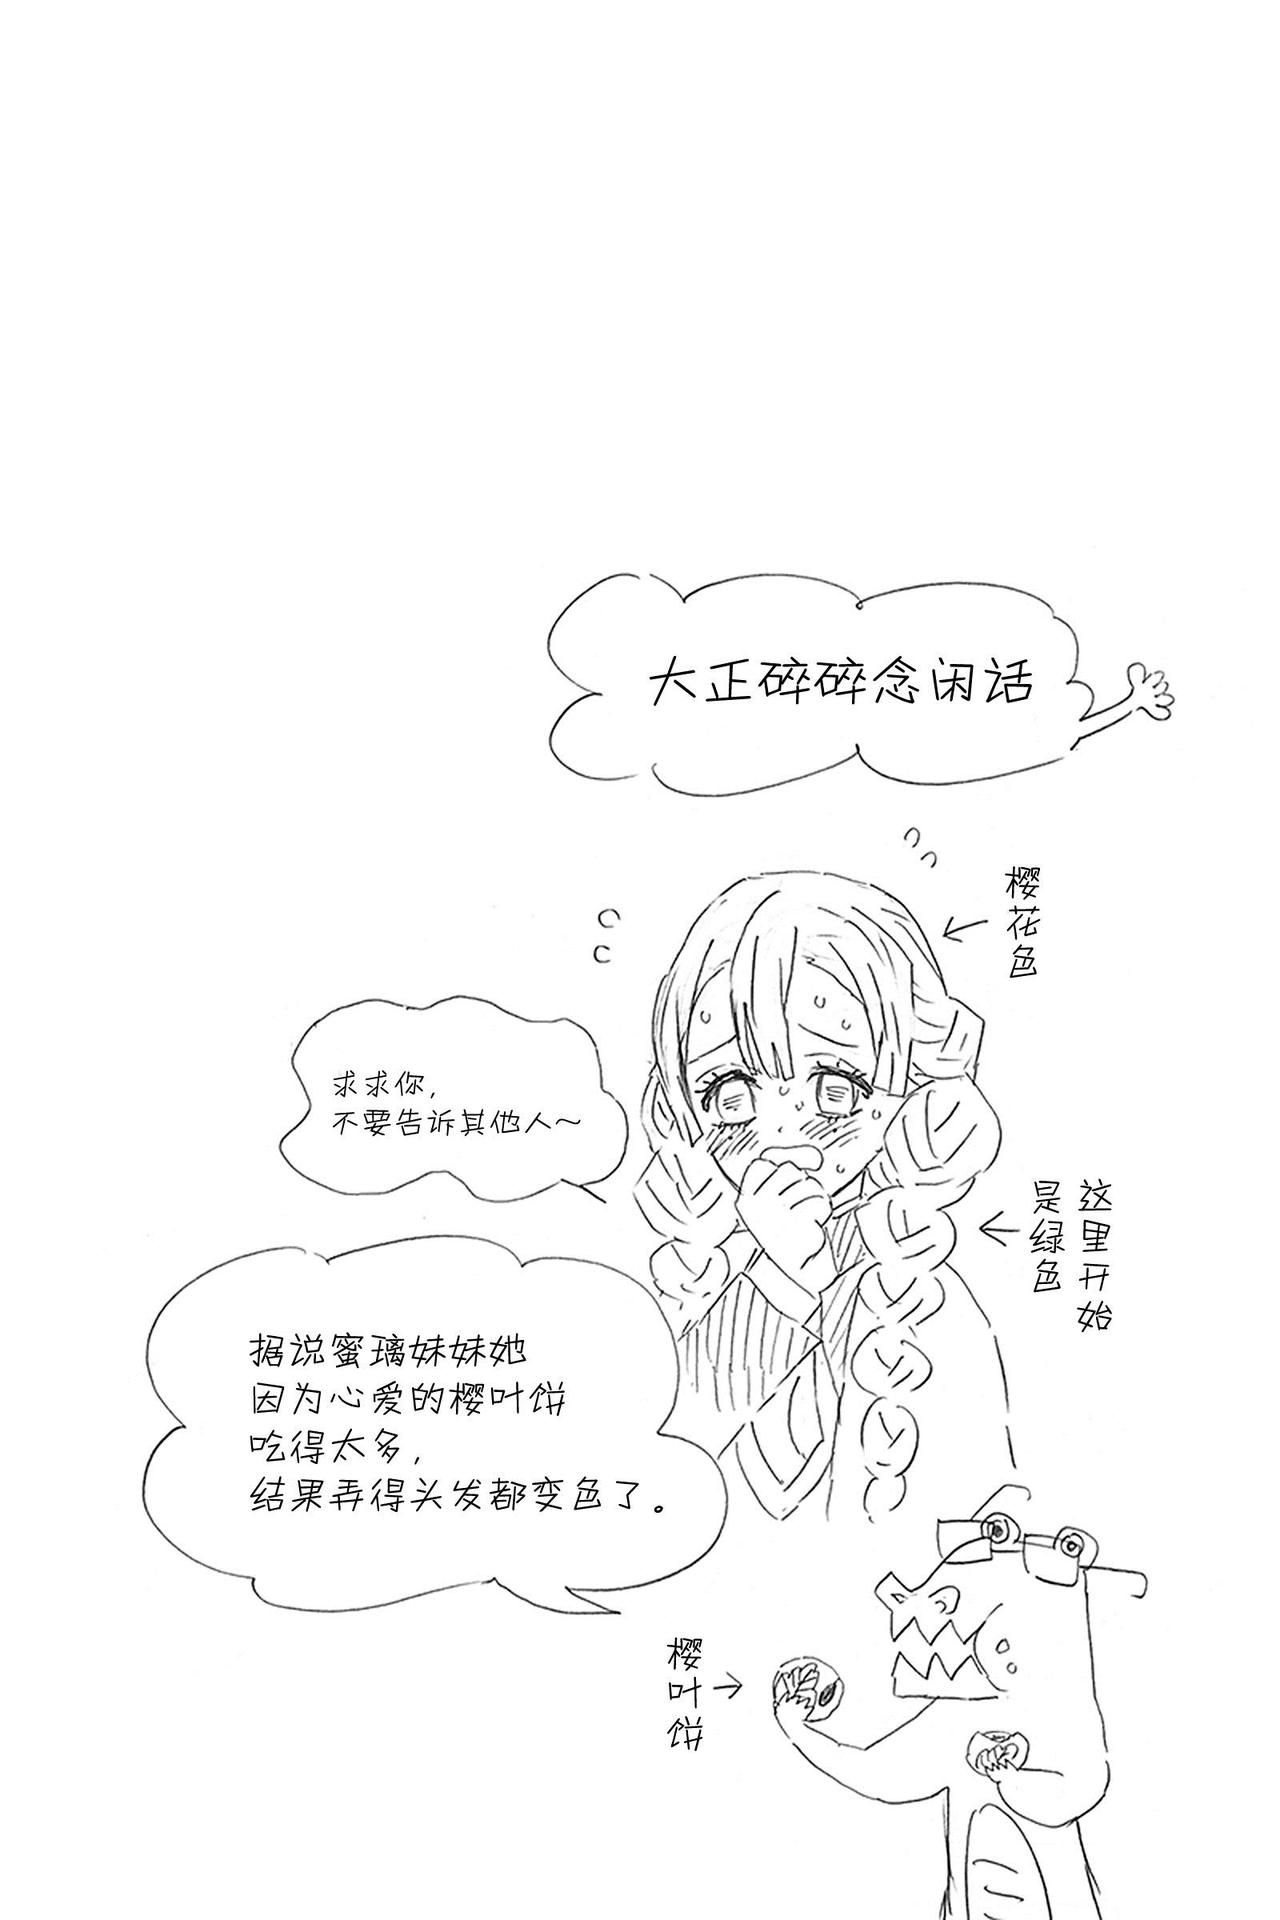 大正碎碎念闲话
樱花色
求求你，
不要告诉其他人～
这里开始
是绿色
据说蜜璃妹妹她
因为心爱的樱叶饼
吃得太多，
结果弄得头发都变色了。
樱叶饼